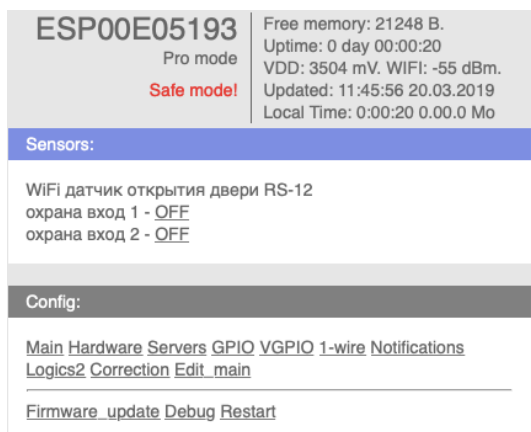 ESP00E05193
Pro mode
Safe mode!
Free memory: 21248 B.
Uptime: 0 day 00:00:20
VDD: 3504 mV. WIFI: -55 dBm.
Updated: 11:45:56 20.03.2019
Local Time: 0:00:20 0.00.0 Mo
Sensors:
WiFi датчик открытия двери RS-12
охрана вход 1 - OFF
охрана вход 2 - OFF
Config:
Main Hardware Servers GPIO VGPIO 1-wire Notifications
Logics2 Correction Edit_main
Firmware_update Debug Restart